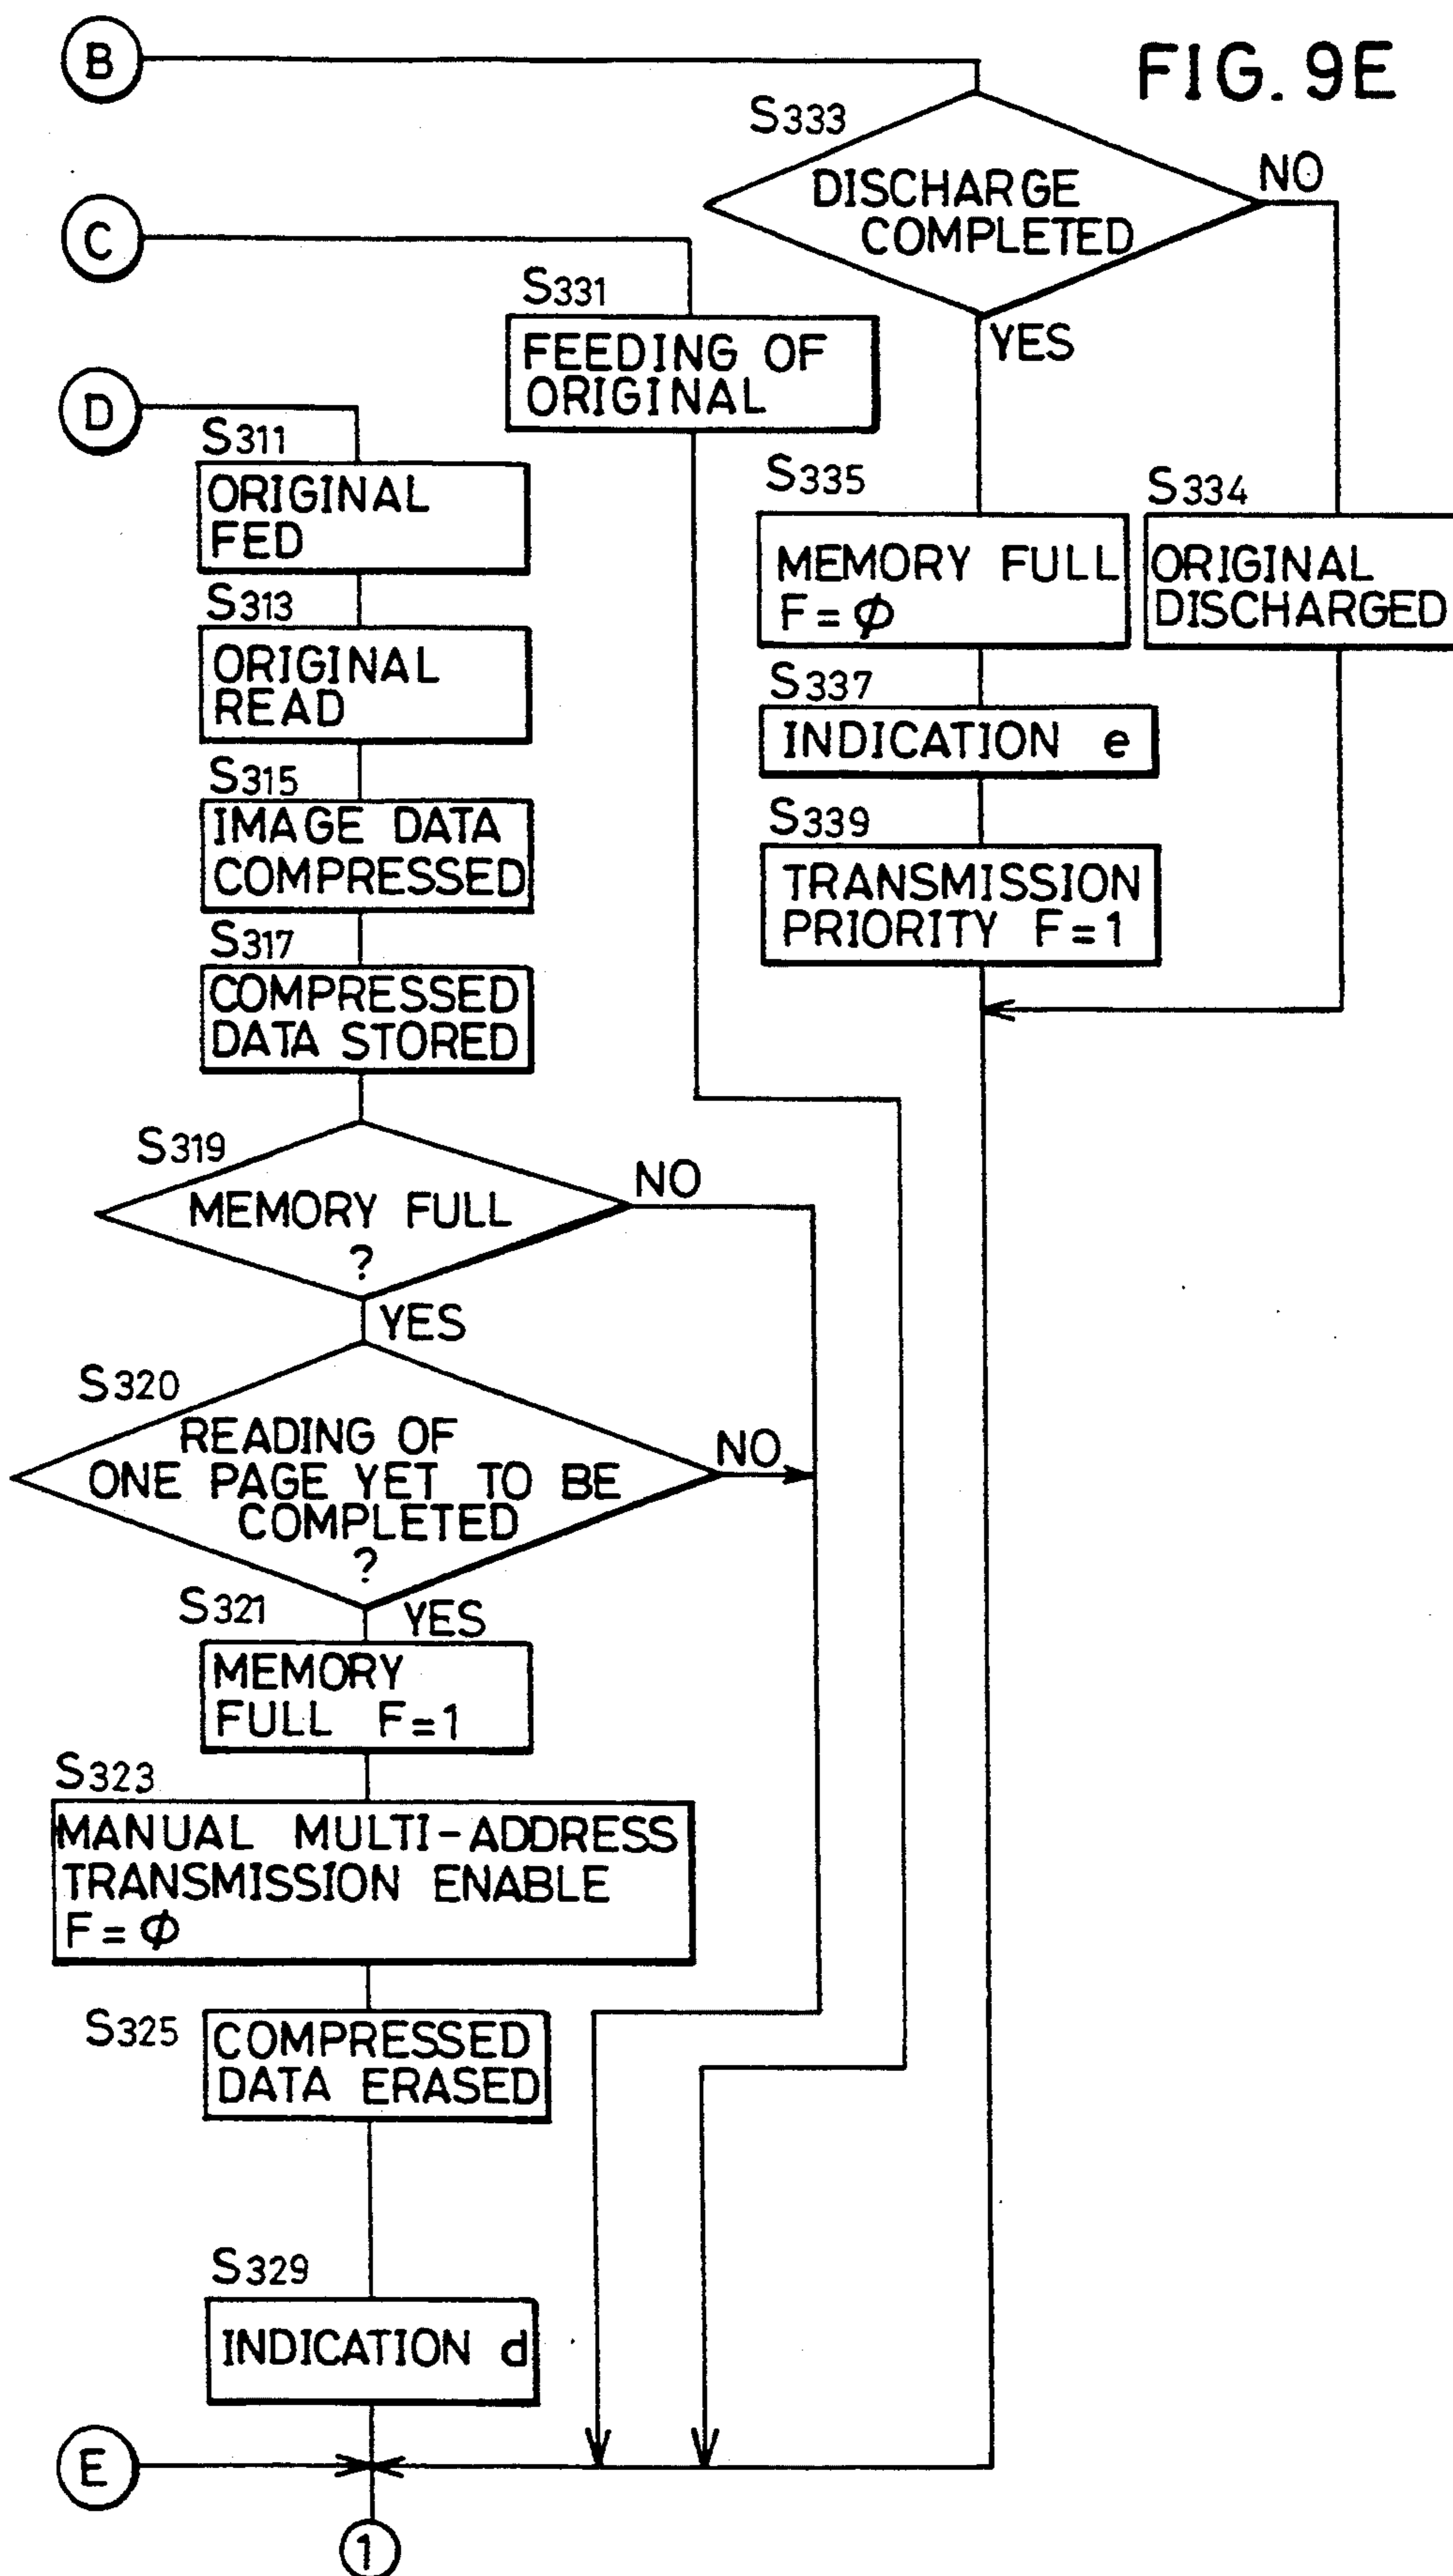 FIG. 9E
B
S333
DISCHARGE
COMPLETED
NO
YES
C
S331
FEEDING OF
ORIGINAL
D
S311
ORIGINAL
FED
S335
MEMORY FULL
F=φ
S334
ORIGINAL
DISCHARGED
S313
ORIGINAL
READ
S337
INDICATION e
S315
IMAGE DATA
COMPRESSED
S339
TRANSMISSION
PRIORITY F=1
S317
COMPRESSED
DATA STORED
S319
MEMORY FULL
?
NO
YES
S320
READING OF
ONE PAGE YET TO BE
COMPLETED
?
NO
YES
S321
MEMORY
FULL F=1
S323
MANUAL MULTI-ADDRESS
TRANSMISSION ENABLE
F=φ
S325
COMPRESSED
DATA ERASED
S329
INDICATION d
E
1